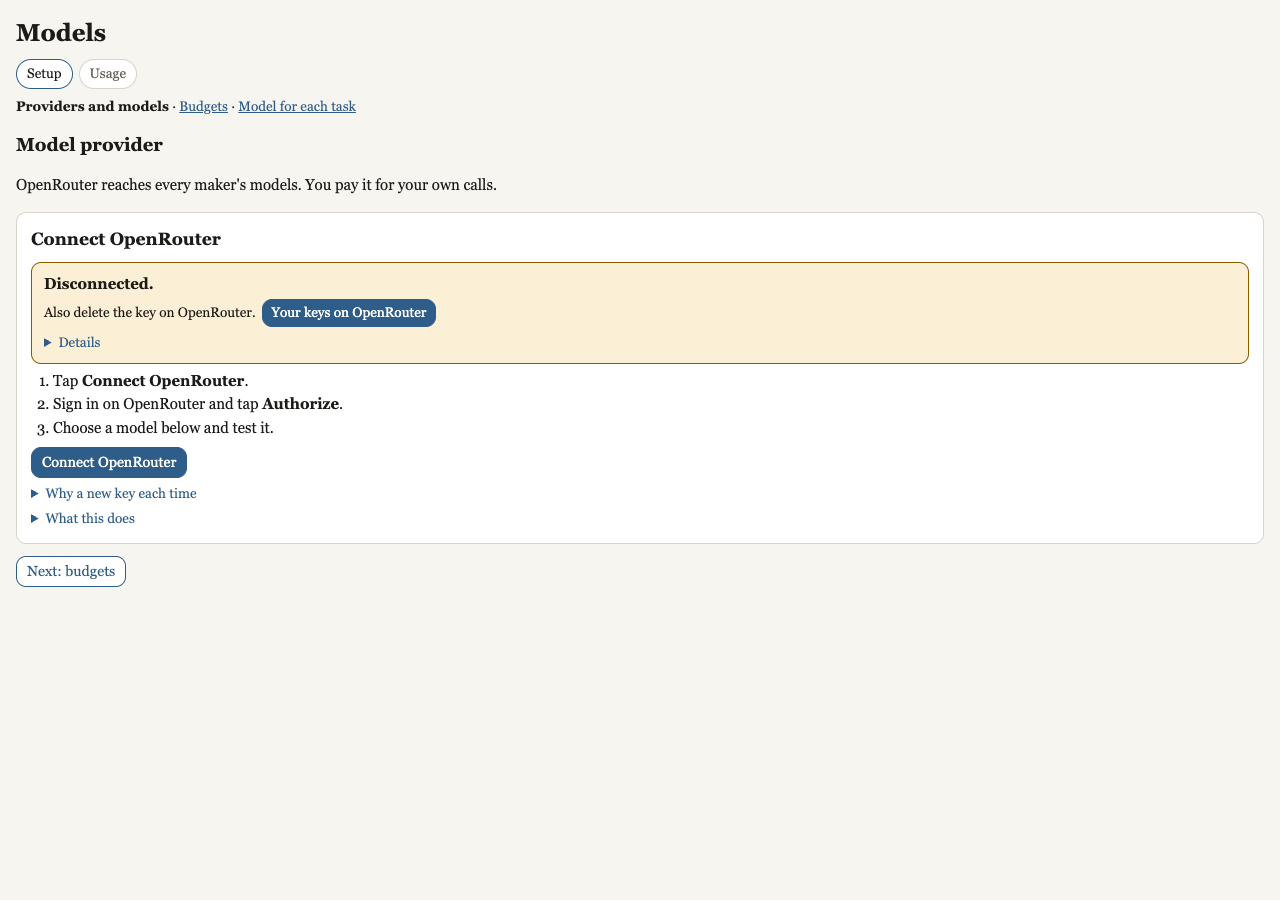 Models
Setup Usage
Providers and models · Budgets · Model for each task
Model provider
OpenRouter reaches every maker's models. You pay it for your own calls.
Connect OpenRouter
Disconnected.
Also delete the key on OpenRouter. Your keys on OpenRouter
Details
1. Tap Connect OpenRouter.
2. Sign in on OpenRouter and tap Authorize.
3. Choose a model below and test it.
Connect OpenRouter
Why a new key each time
What this does
Next: budgets